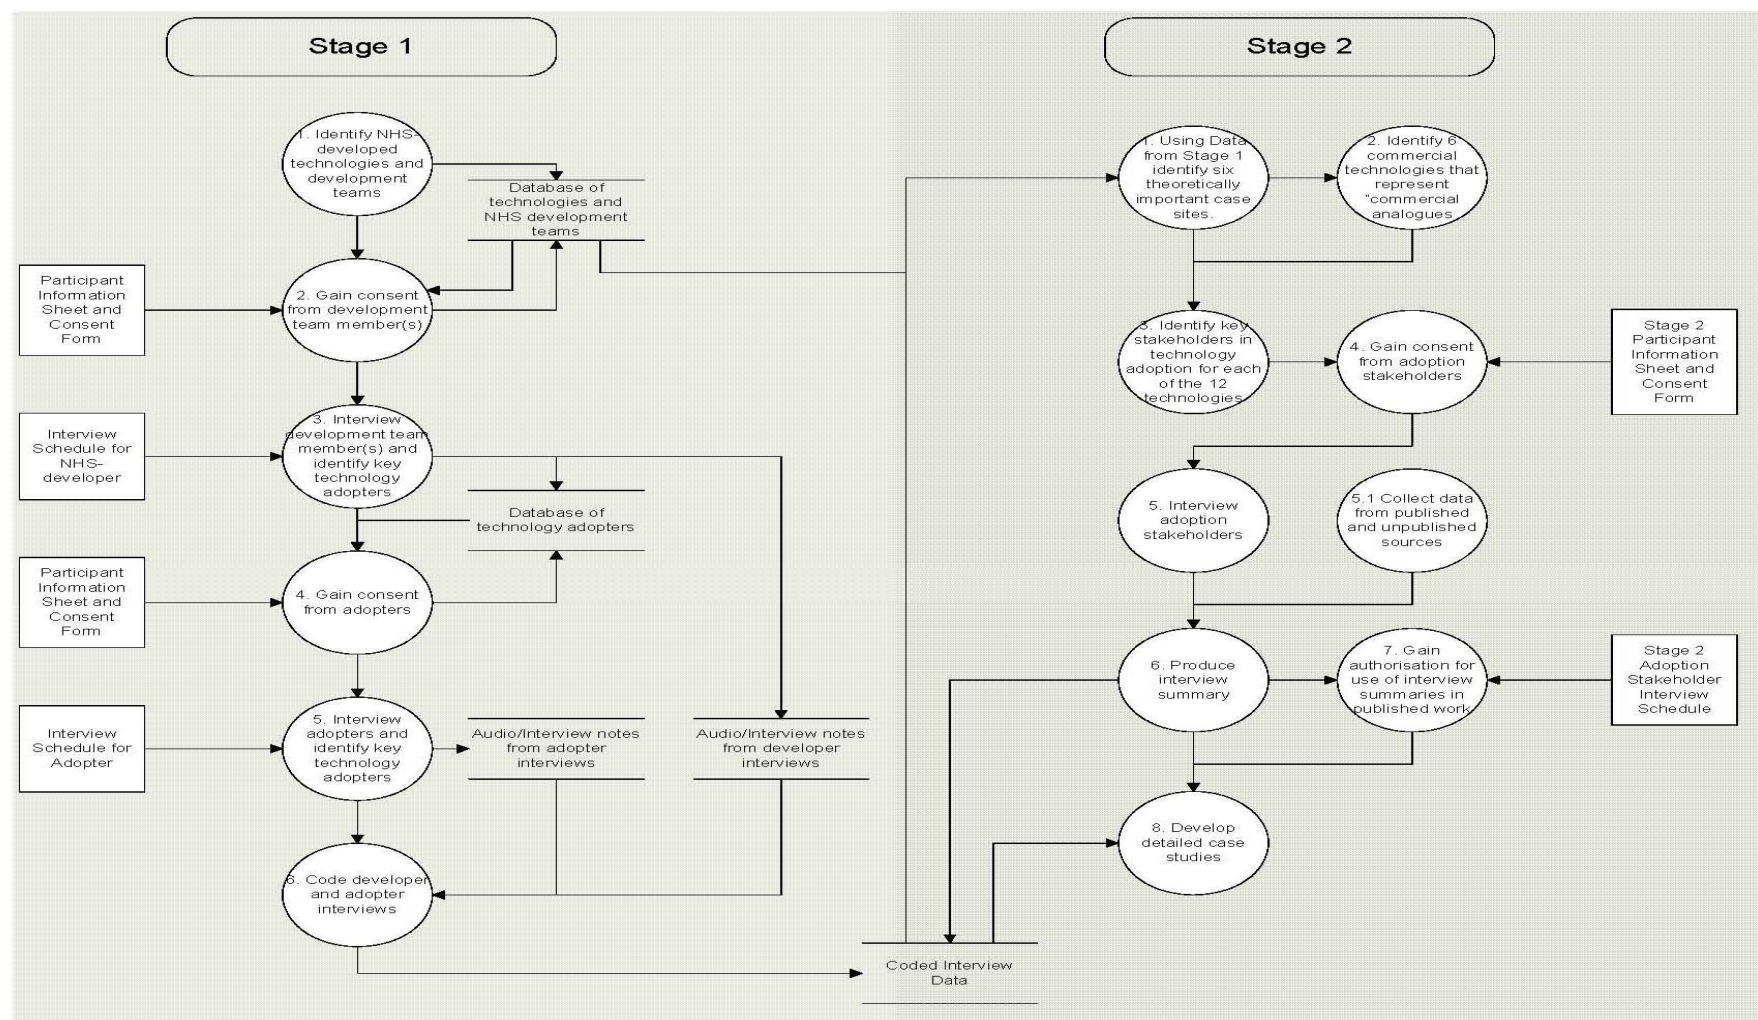 Stage 1
1. Identify NHS-
developed
technologies and
development
teams
Database of
technologies and
NHS development
teams
Participant
Information
Sheet and
Consent
Form
2. Gain consent
from development
team member(s)
Interview
Schedule for
NHS-
developer
3. Interview
development team
member(s) and
identify key
technology
adopters
Database of
technology adopters
Participant
Information
Sheet and
Consent
Form
4. Gain consent
from adopters
Interview
Schedule for
Adopter
5. Interview
adopters and
identify key
technology
adopters
Audio/Interview notes
from adopter
interviews
Audio/Interview notes
from developer
interviews
6. Code developer
and adopter
interviews
Coded Interview
Data
Stage 2
1. Using Data
from Stage 1
identify six
theoretically
important case
sites.
2. Identify 6
commercial
technologies that
represent
"commercial
analogues
3. Identify key
stakeholders in
technology
adoption for each
of the 12
technologies
4. Gain consent
from adoption
stakeholders
Stage 2
Participant
Information
Sheet and
Consent
Form
5. Interview
adoption
stakeholders
5.1 Collect data
from published
and unpublished
sources
6. Produce
interview
summary
7. Gain
authorisation for
use of interview
summaries in
published work
Stage 2
Adoption
Stakeholder
Interview
Schedule
8. Develop
detailed case
studies